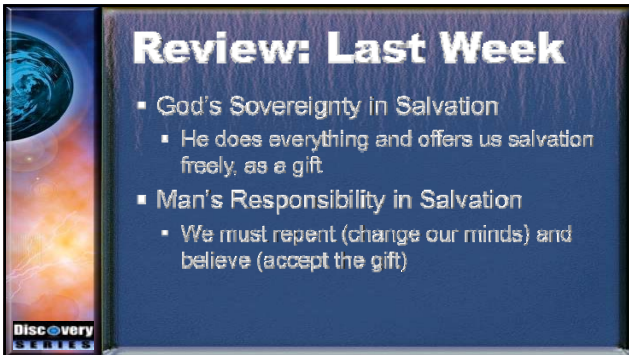 Review: Last Week
▪ God's Sovereignty in Salvation
▪ He does everything and offers us salvation
freely, as a gift
▪ Man's Responsibility in Salvation
▪ We must repent (change our minds) and
believe (accept the gift)
Discovery
SERIES